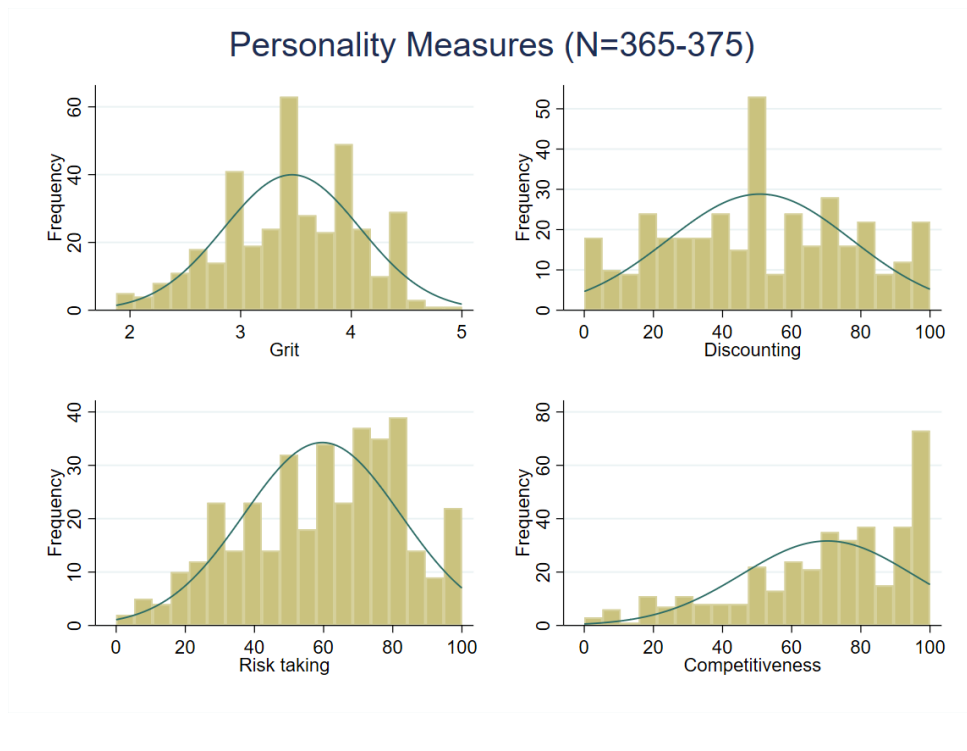 Personality Measures (N=365-375)
Frequency
0 20 40 60
2 3 4 5
Grit
Frequency
0 10 20 30 40 50
0 20 40 60 80 100
Discounting
Frequency
0 10 20 30 40
0 20 40 60 80 100
Risk taking
Frequency
0 20 40 60 80
0 20 40 60 80 100
Competitiveness